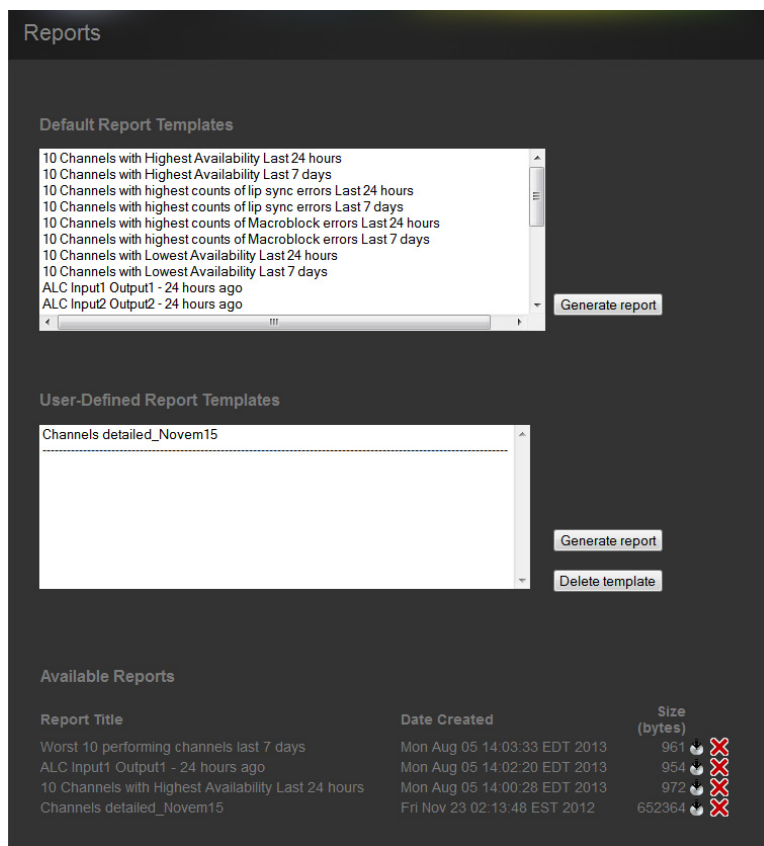 Reports
Default Report Templates
10 Channels with Highest Availability Last 24 hours
10 Channels with Highest Availability Last 7 days
10 Channels with highest counts of lip sync errors Last 24 hours
10 Channels with highest counts of lip sync errors Last 7 days
10 Channels with highest counts of Macroblock errors Last 24 hours
10 Channels with highest counts of Macroblock errors Last 7 days
10 Channels with Lowest Availability Last 24 hours
10 Channels with Lowest Availability Last 7 days
ALC Input1 Output1 - 24 hours ago
ALC Input2 Output2 - 24 hours ago
Generate report
User-Defined Report Templates
Channels detailed_Novem15
Generate report
Delete template
Available Reports
Report Title Date Created Size (bytes)
Worst 10 performing channels last 7 days Mon Aug 05 14:03:33 EDT 2013 961
ALC Input1 Output1 - 24 hours ago Mon Aug 05 14:02:20 EDT 2013 954
10 Channels with Highest Availability Last 24 hours Mon Aug 05 14:00:28 EDT 2013 972
Channels detailed_Novem15 Fri Nov 23 02:13:48 EST 2012 652364